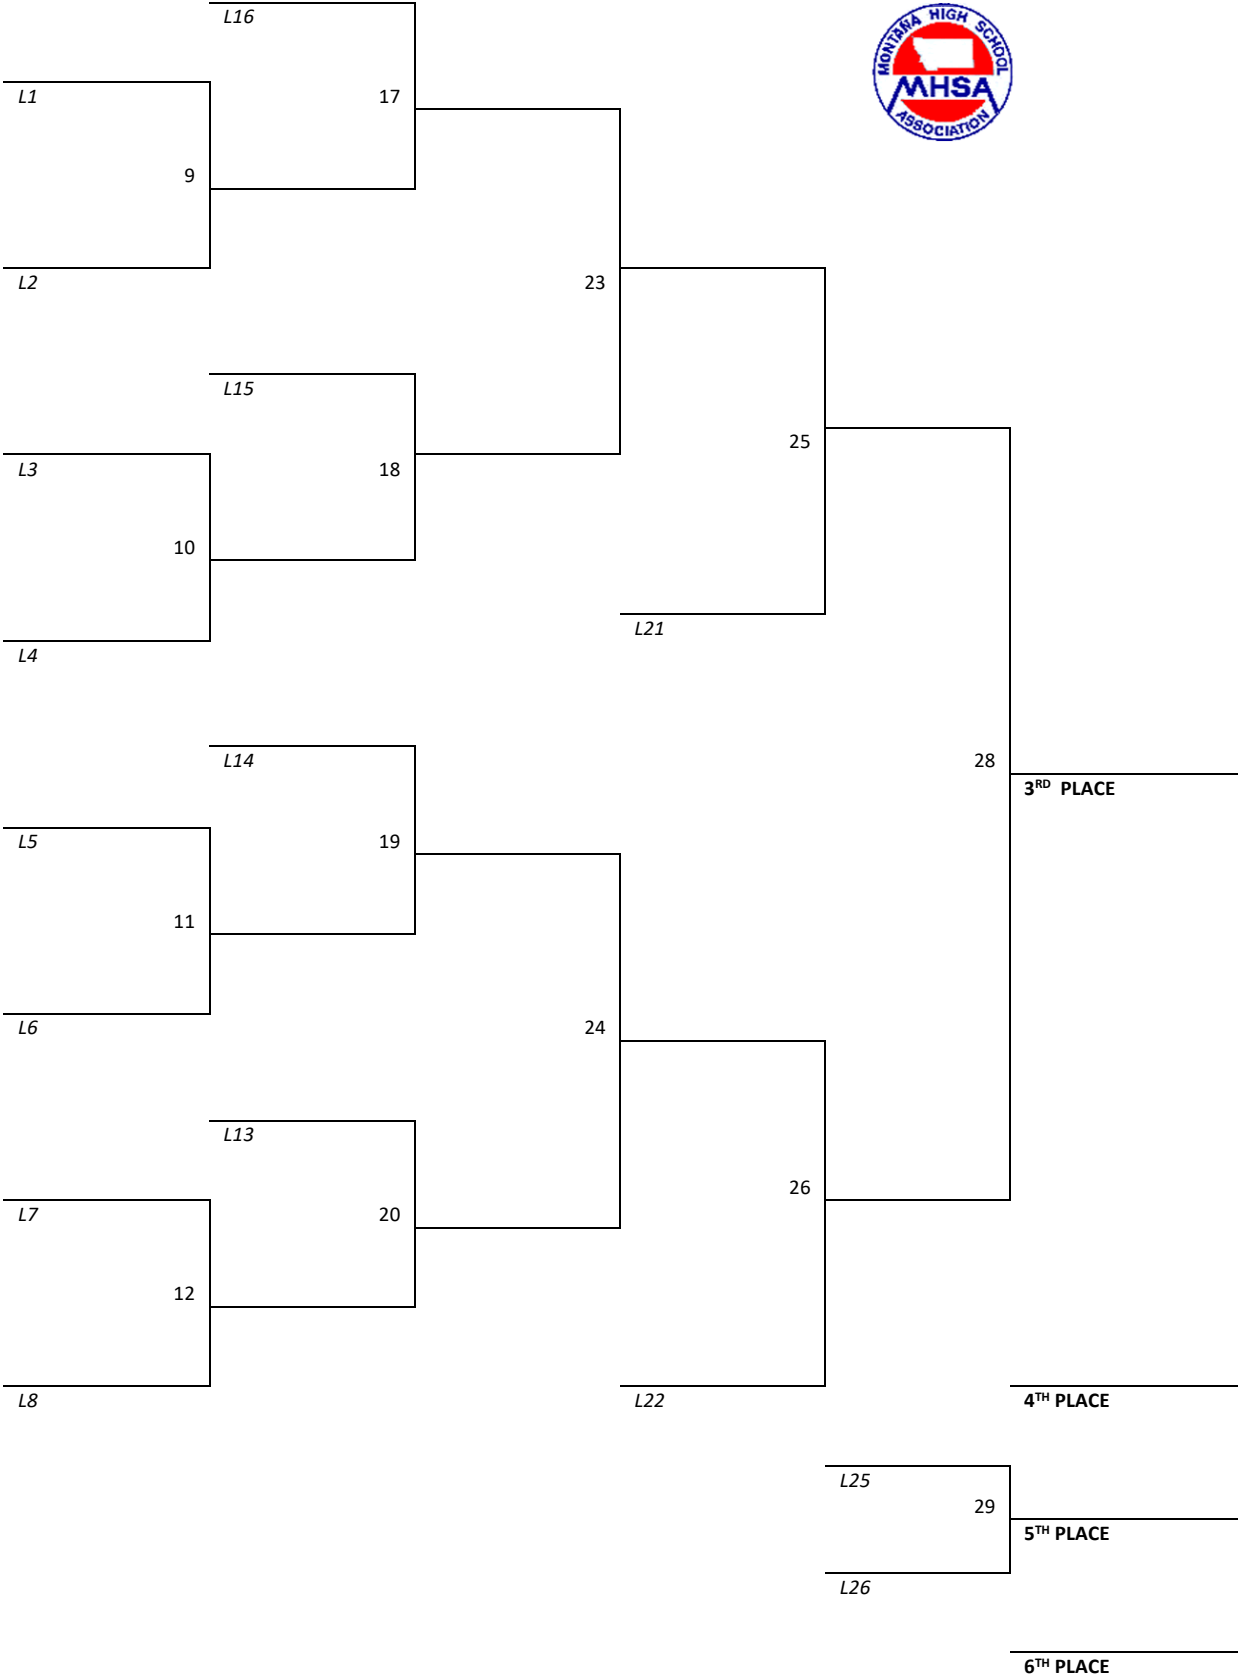 L16
MONTANA HIGH SCHOOL
MHSA
ASSOCIATION
L1
17
9
L2
23
L15
25
L3
18
10
L21
L4
L14
28
3RD PLACE
L5
19
11
L6
24
L13
26
L7
20
12
L8
L22
4TH PLACE
L25
29
5TH PLACE
L26
6TH PLACE